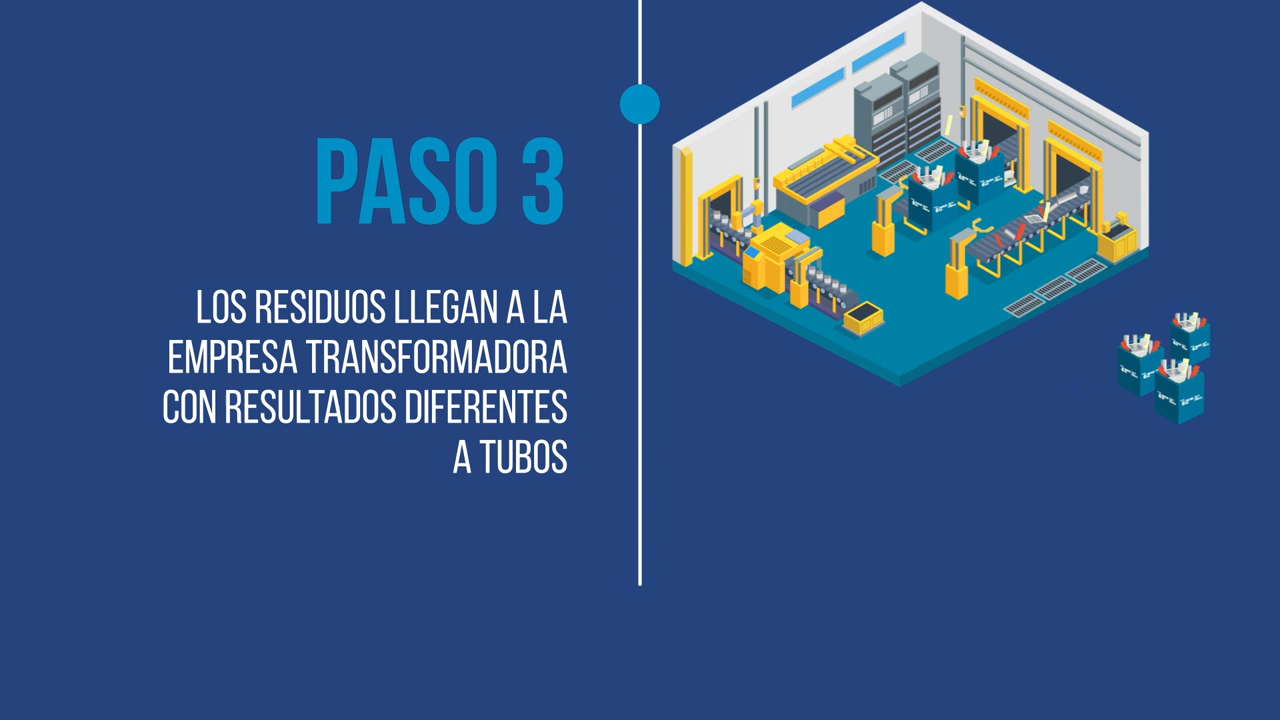 PASO 3
LOS RESIDUOS LLEGAN A LA
EMPRESA TRANSFORMADORA
CON RESULTADOS DIFERENTES
A TUBOS